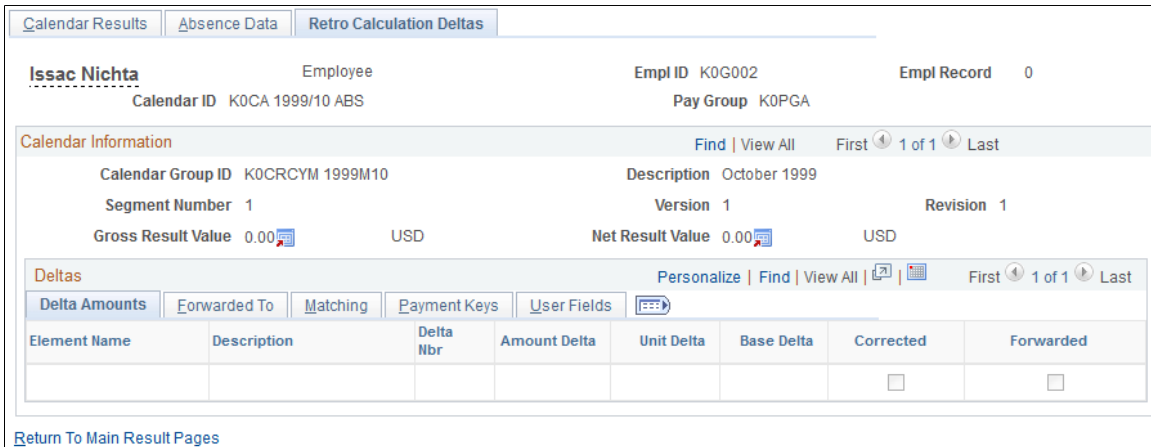 Calendar Results Absence Data Retro Calculation Deltas
Issac Nichta Employee Empl ID K0G002 Empl Record 0
Calendar ID K0CA 1999/10 ABS Pay Group K0PGA
Calendar Information Find | View All First 1 of 1 Last
Calendar Group ID K0CRCYM 1999M10 Description October 1999
Segment Number 1 Version 1 Revision 1
Gross Result Value 0.00 USD Net Result Value 0.00 USD
Deltas Personalize | Find | View All | | First 1 of 1 Last
Delta Amounts Forwarded To Matching Payment Keys User Fields
Element Name Description Delta Nbr Amount Delta Unit Delta Base Delta Corrected Forwarded
Return To Main Result Pages